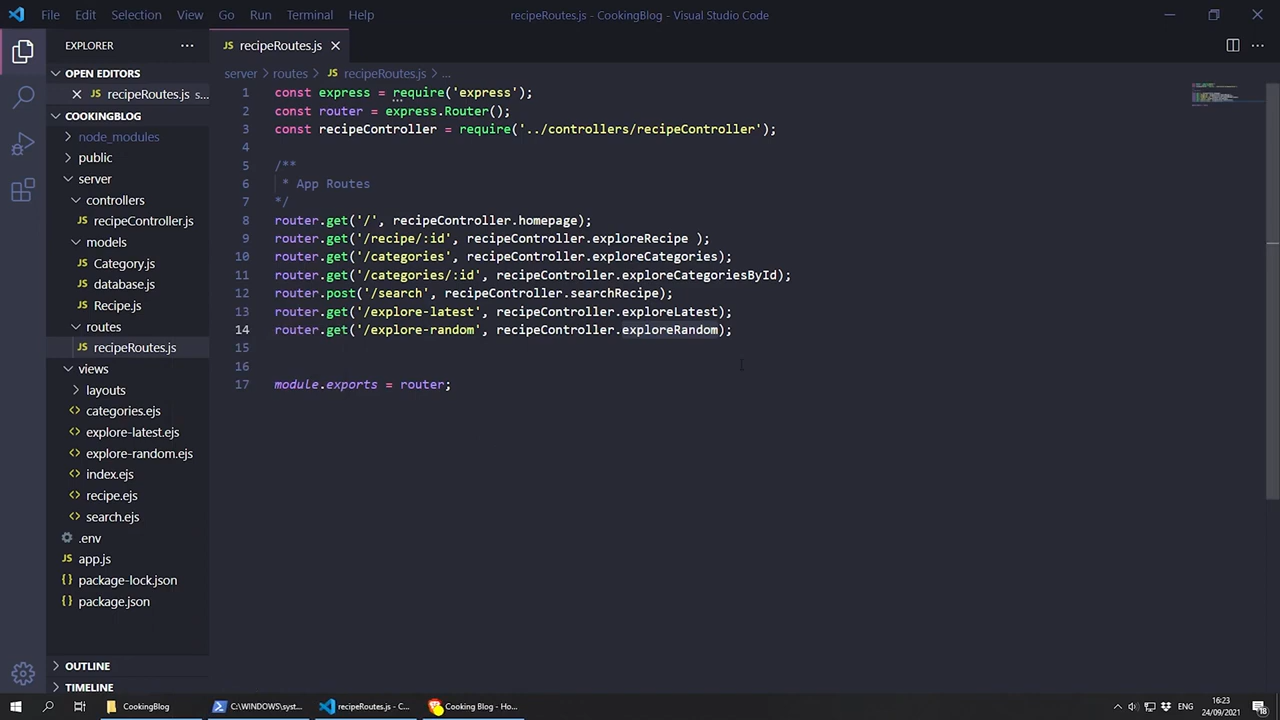 File Edit Selection View Go Run Terminal Help recipeRoutes.js - CookingBlog - Visual Studio Code
EXPLORER
JS recipeRoutes.js
OPEN EDITORS
JS recipeRoutes.js s...
COOKINGBLOG
node_modules
public
server
controllers
JS recipeController.js
models
JS Category.js
JS database.js
JS Recipe.js
routes
JS recipeRoutes.js
views
layouts
<> categories.ejs
<> explore-latest.ejs
<> explore-random.ejs
<> index.ejs
<> recipe.ejs
<> search.ejs
.env
JS app.js
{} package-lock.json
{} package.json
OUTLINE
TIMELINE
server > routes > JS recipeRoutes.js > ...
1 const express = require('express');
2 const router = express.Router();
3 const recipeController = require('../controllers/recipeController');
4
5 /**
6 * App Routes
7 */
8 router.get('/', recipeController.homepage);
9 router.get('/recipe/:id', recipeController.exploreRecipe );
10 router.get('/categories', recipeController.exploreCategories);
11 router.get('/categories/:id', recipeController.exploreCategoriesById);
12 router.post('/search', recipeController.searchRecipe);
13 router.get('/explore-latest', recipeController.exploreLatest);
14 router.get('/explore-random', recipeController.exploreRandom);
15
16
17 module.exports = router;
CookingBlog C:\WINDOWS\syst... recipeRoutes.js - C... Cooking Blog - Ho... ENG 16:23
24/09/2021 18